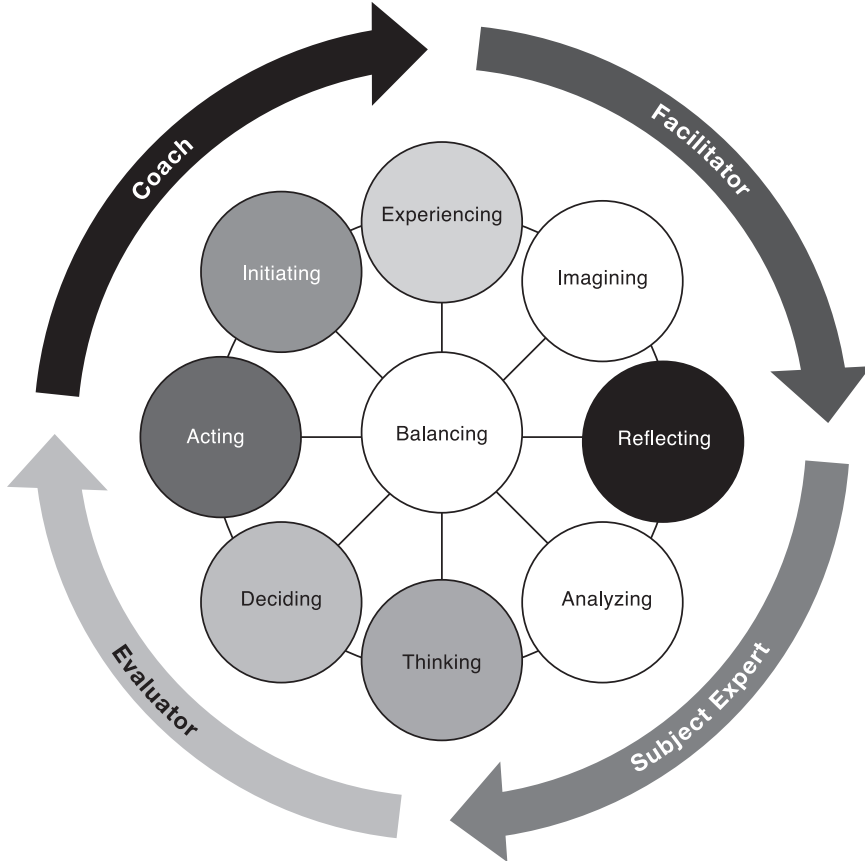 Coach
Facilitator
Experiencing
Initiating
Imagining
Acting
Balancing
Reflecting
Deciding
Analyzing
Thinking
Evaluator
Subject Expert